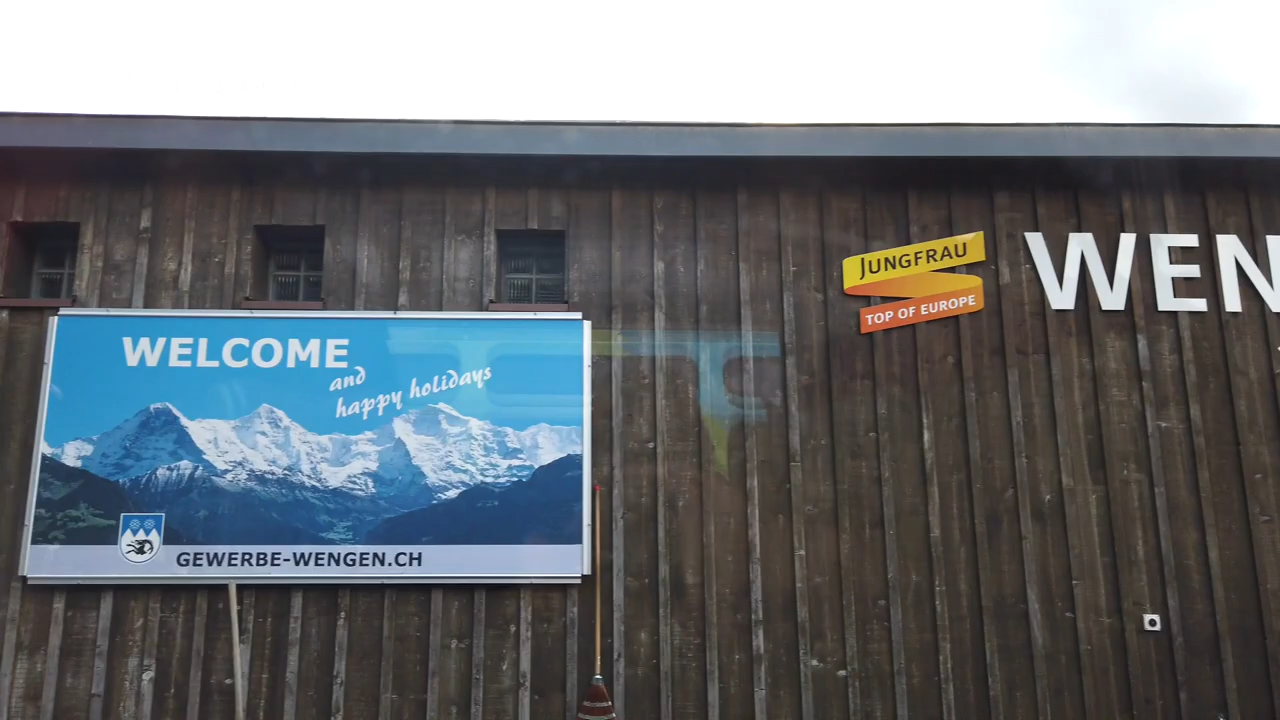 WELCOME
and
happy holidays
GEWERBE-WENGEN.CH
JUNGFRAU
TOP OF EUROPE
WEN